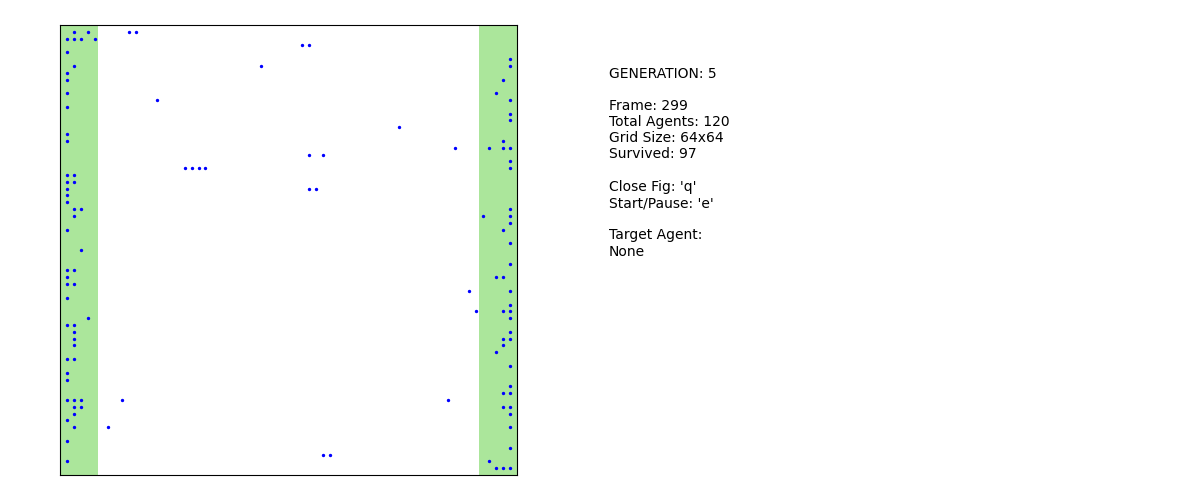 GENERATION: 5
Frame: 299
Total Agents: 120
Grid Size: 64x64
Survived: 97
Close Fig: 'q'
Start/Pause: 'e'
Target Agent:
None